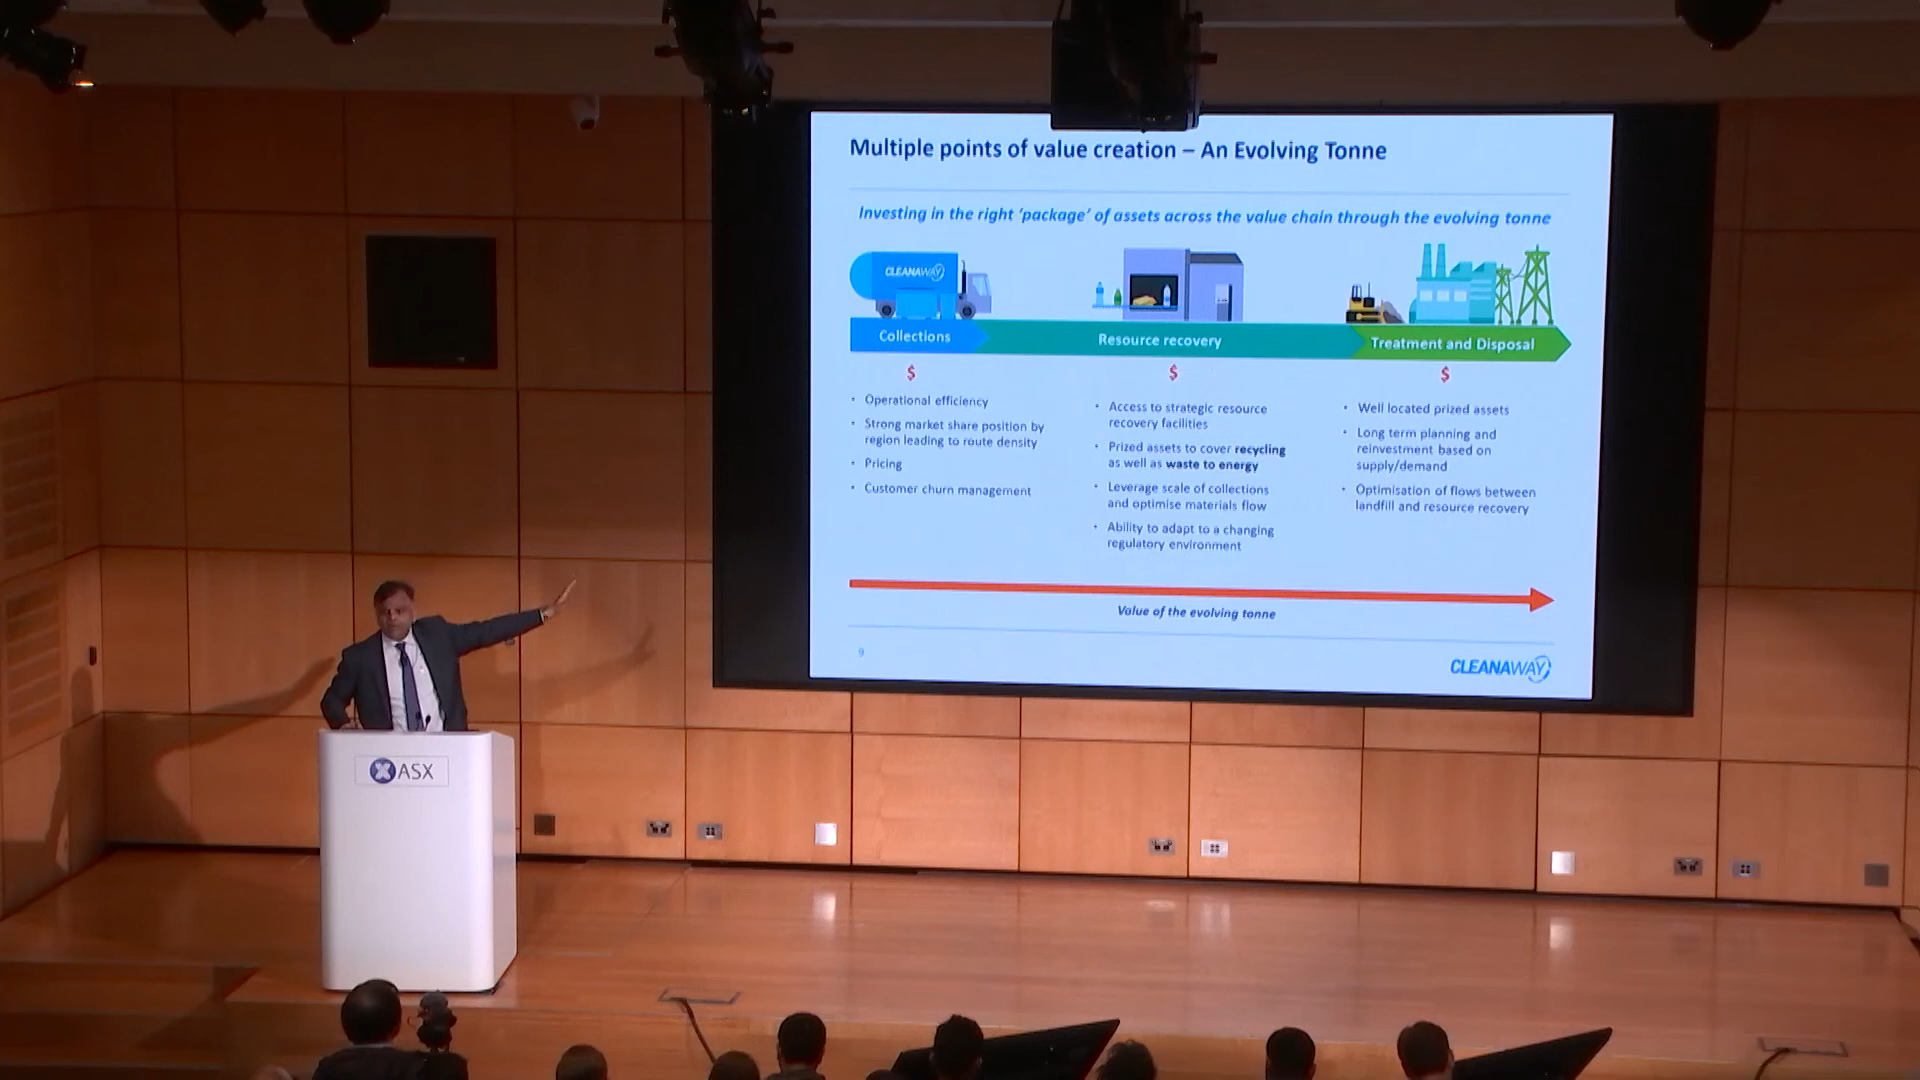 Multiple points of value creation – An Evolving Tonne
Investing in the right ‘package’ of assets across the value chain through the evolving tonne
CLEANAWAY
Collections
Resource recovery
Treatment and Disposal
$
$
$
• Operational efficiency
• Strong market share position by
region leading to route density
• Pricing
• Customer churn management
• Access to strategic resource
recovery facilities
• Prized assets to cover recycling
as well as waste to energy
• Leverage scale of collections
and optimise materials flow
• Ability to adapt to a changing
regulatory environment
• Well located prized assets
• Long term planning and
reinvestment based on
supply/demand
• Optimisation of flows between
landfill and resource recovery
Value of the evolving tonne
9
CLEANAWAY
ASX